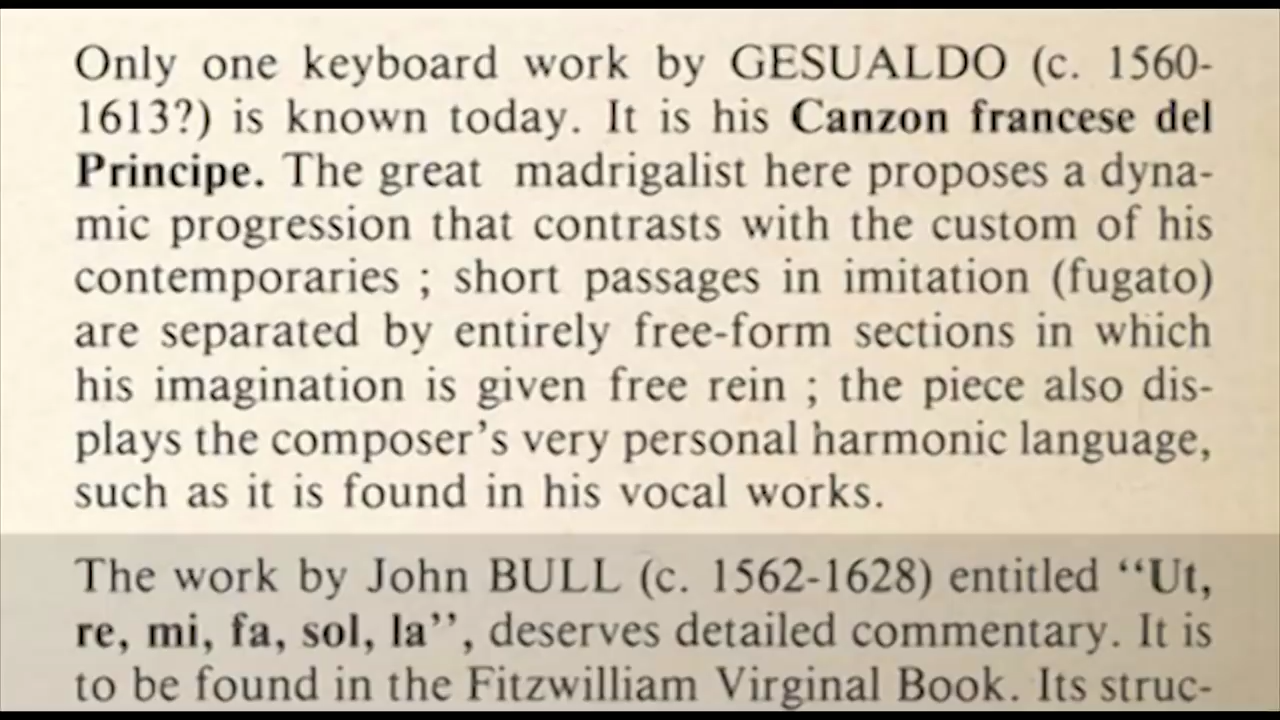 Only one keyboard work by GESUALDO (c. 1560-
1613?) is known today. It is his Canzon francese del
Principe. The great madrigalist here proposes a dyna-
mic progression that contrasts with the custom of his
contemporaries ; short passages in imitation (fugato)
are separated by entirely free-form sections in which
his imagination is given free rein ; the piece also dis-
plays the composer’s very personal harmonic language,
such as it is found in his vocal works.
The work by John BULL (c. 1562-1628) entitled “Ut,
re, mi, fa, sol, la”, deserves detailed commentary. It is
to be found in the Fitzwilliam Virginal Book. Its struc-